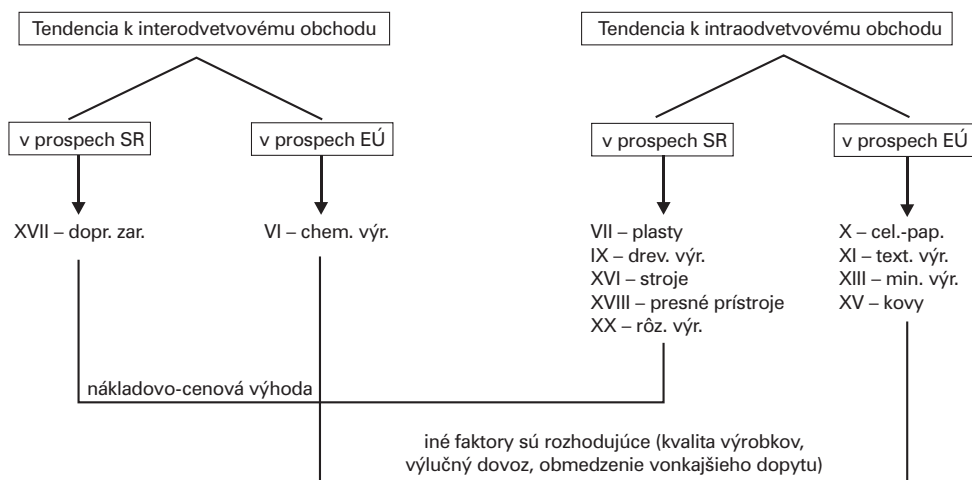 Tendencia k interodvetvovému obchodu
Tendencia k intraodvetvovému obchodu
v prospech SR
v prospech EÚ
v prospech SR
v prospech EÚ
XVII – dopr. zar.
VI – chem. výr.
VII – plasty
IX – drev. výr.
XVI – stroje
XVIII – presné prístroje
XX – rôz. výr.
X – cel.-pap.
XI – text. výr.
XIII – min. výr.
XV – kovy
nákladovo-cenová výhoda
iné faktory sú rozhodujúce (kvalita výrobkov,
výlučný dovoz, obmedzenie vonkajšieho dopytu)